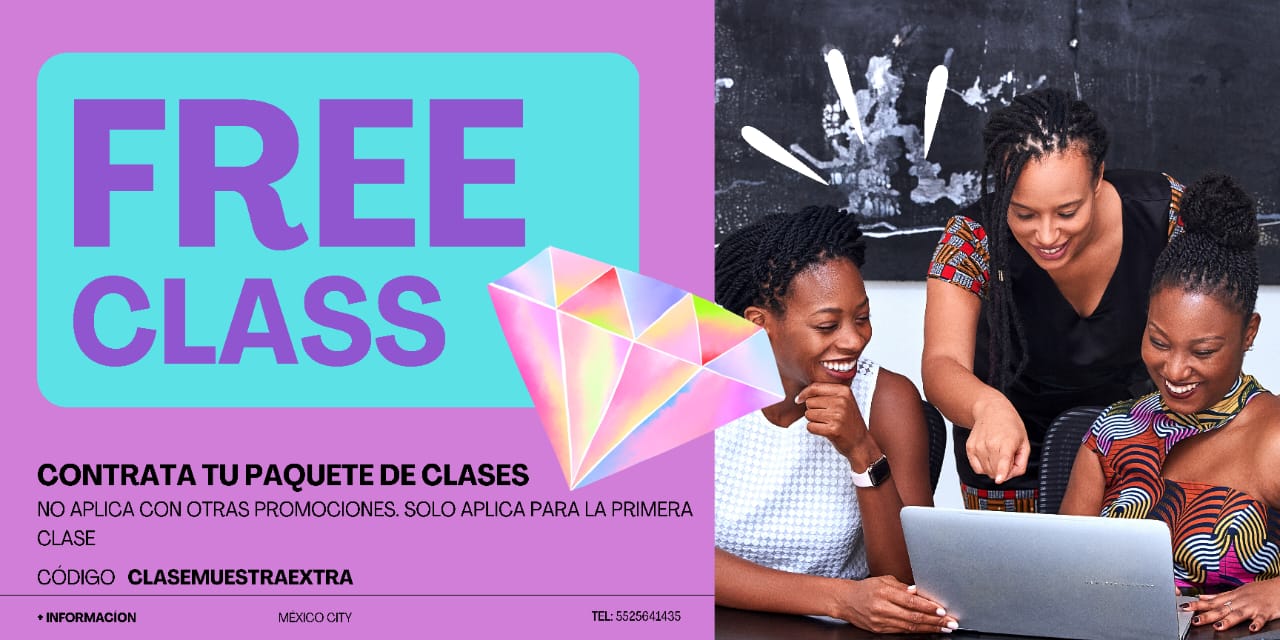 FREE
CLASS
CONTRATA TU PAQUETE DE CLASES
NO APLICA CON OTRAS PROMOCIONES. SOLO APLICA PARA LA PRIMERA
CLASE
CÓDIGO CLASEMUESTRAEXTRA
+ INFORMACÍON MÉXICO CITY TEL: 5525641435